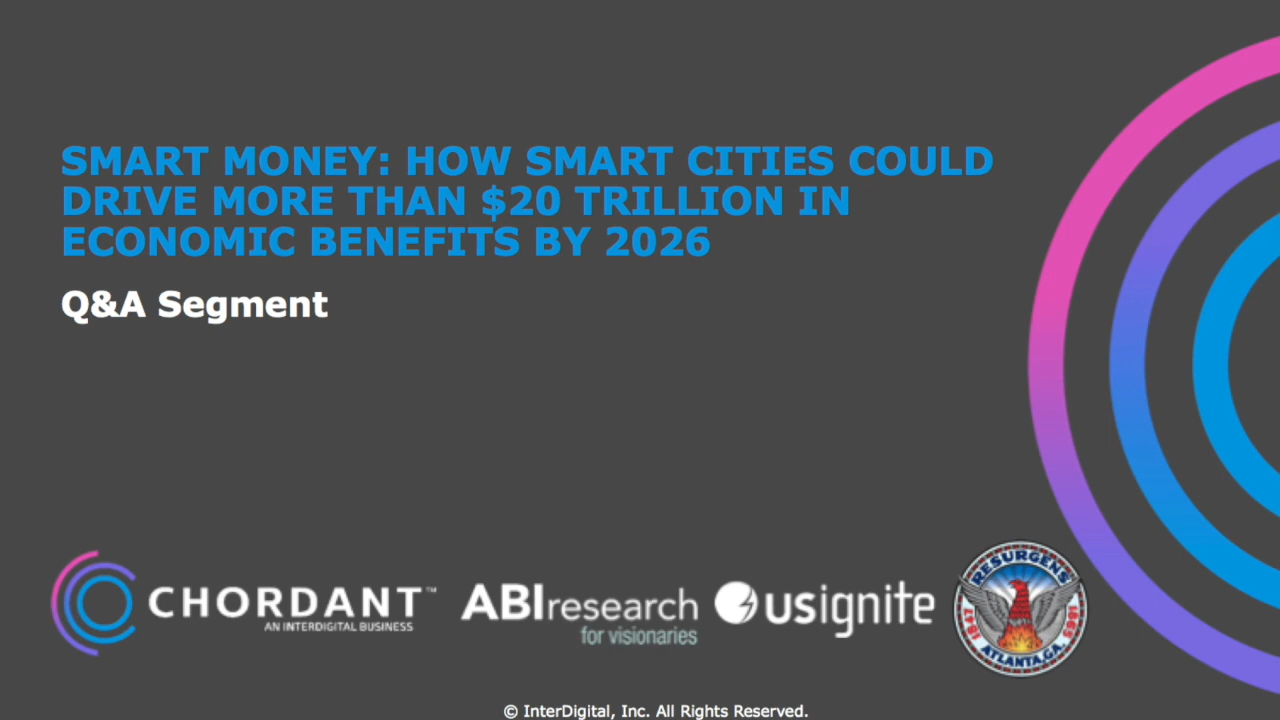 SMART MONEY: HOW SMART CITIES COULD
DRIVE MORE THAN $20 TRILLION IN
ECONOMIC BENEFITS BY 2026
Q&A Segment
CHORDANT™
AN INTERDIGITAL BUSINESS
ABIresearch
for visionaries
usignite
RESURGENS
1847 1865
ATLANTA, GA.
© InterDigital, Inc. All Rights Reserved.